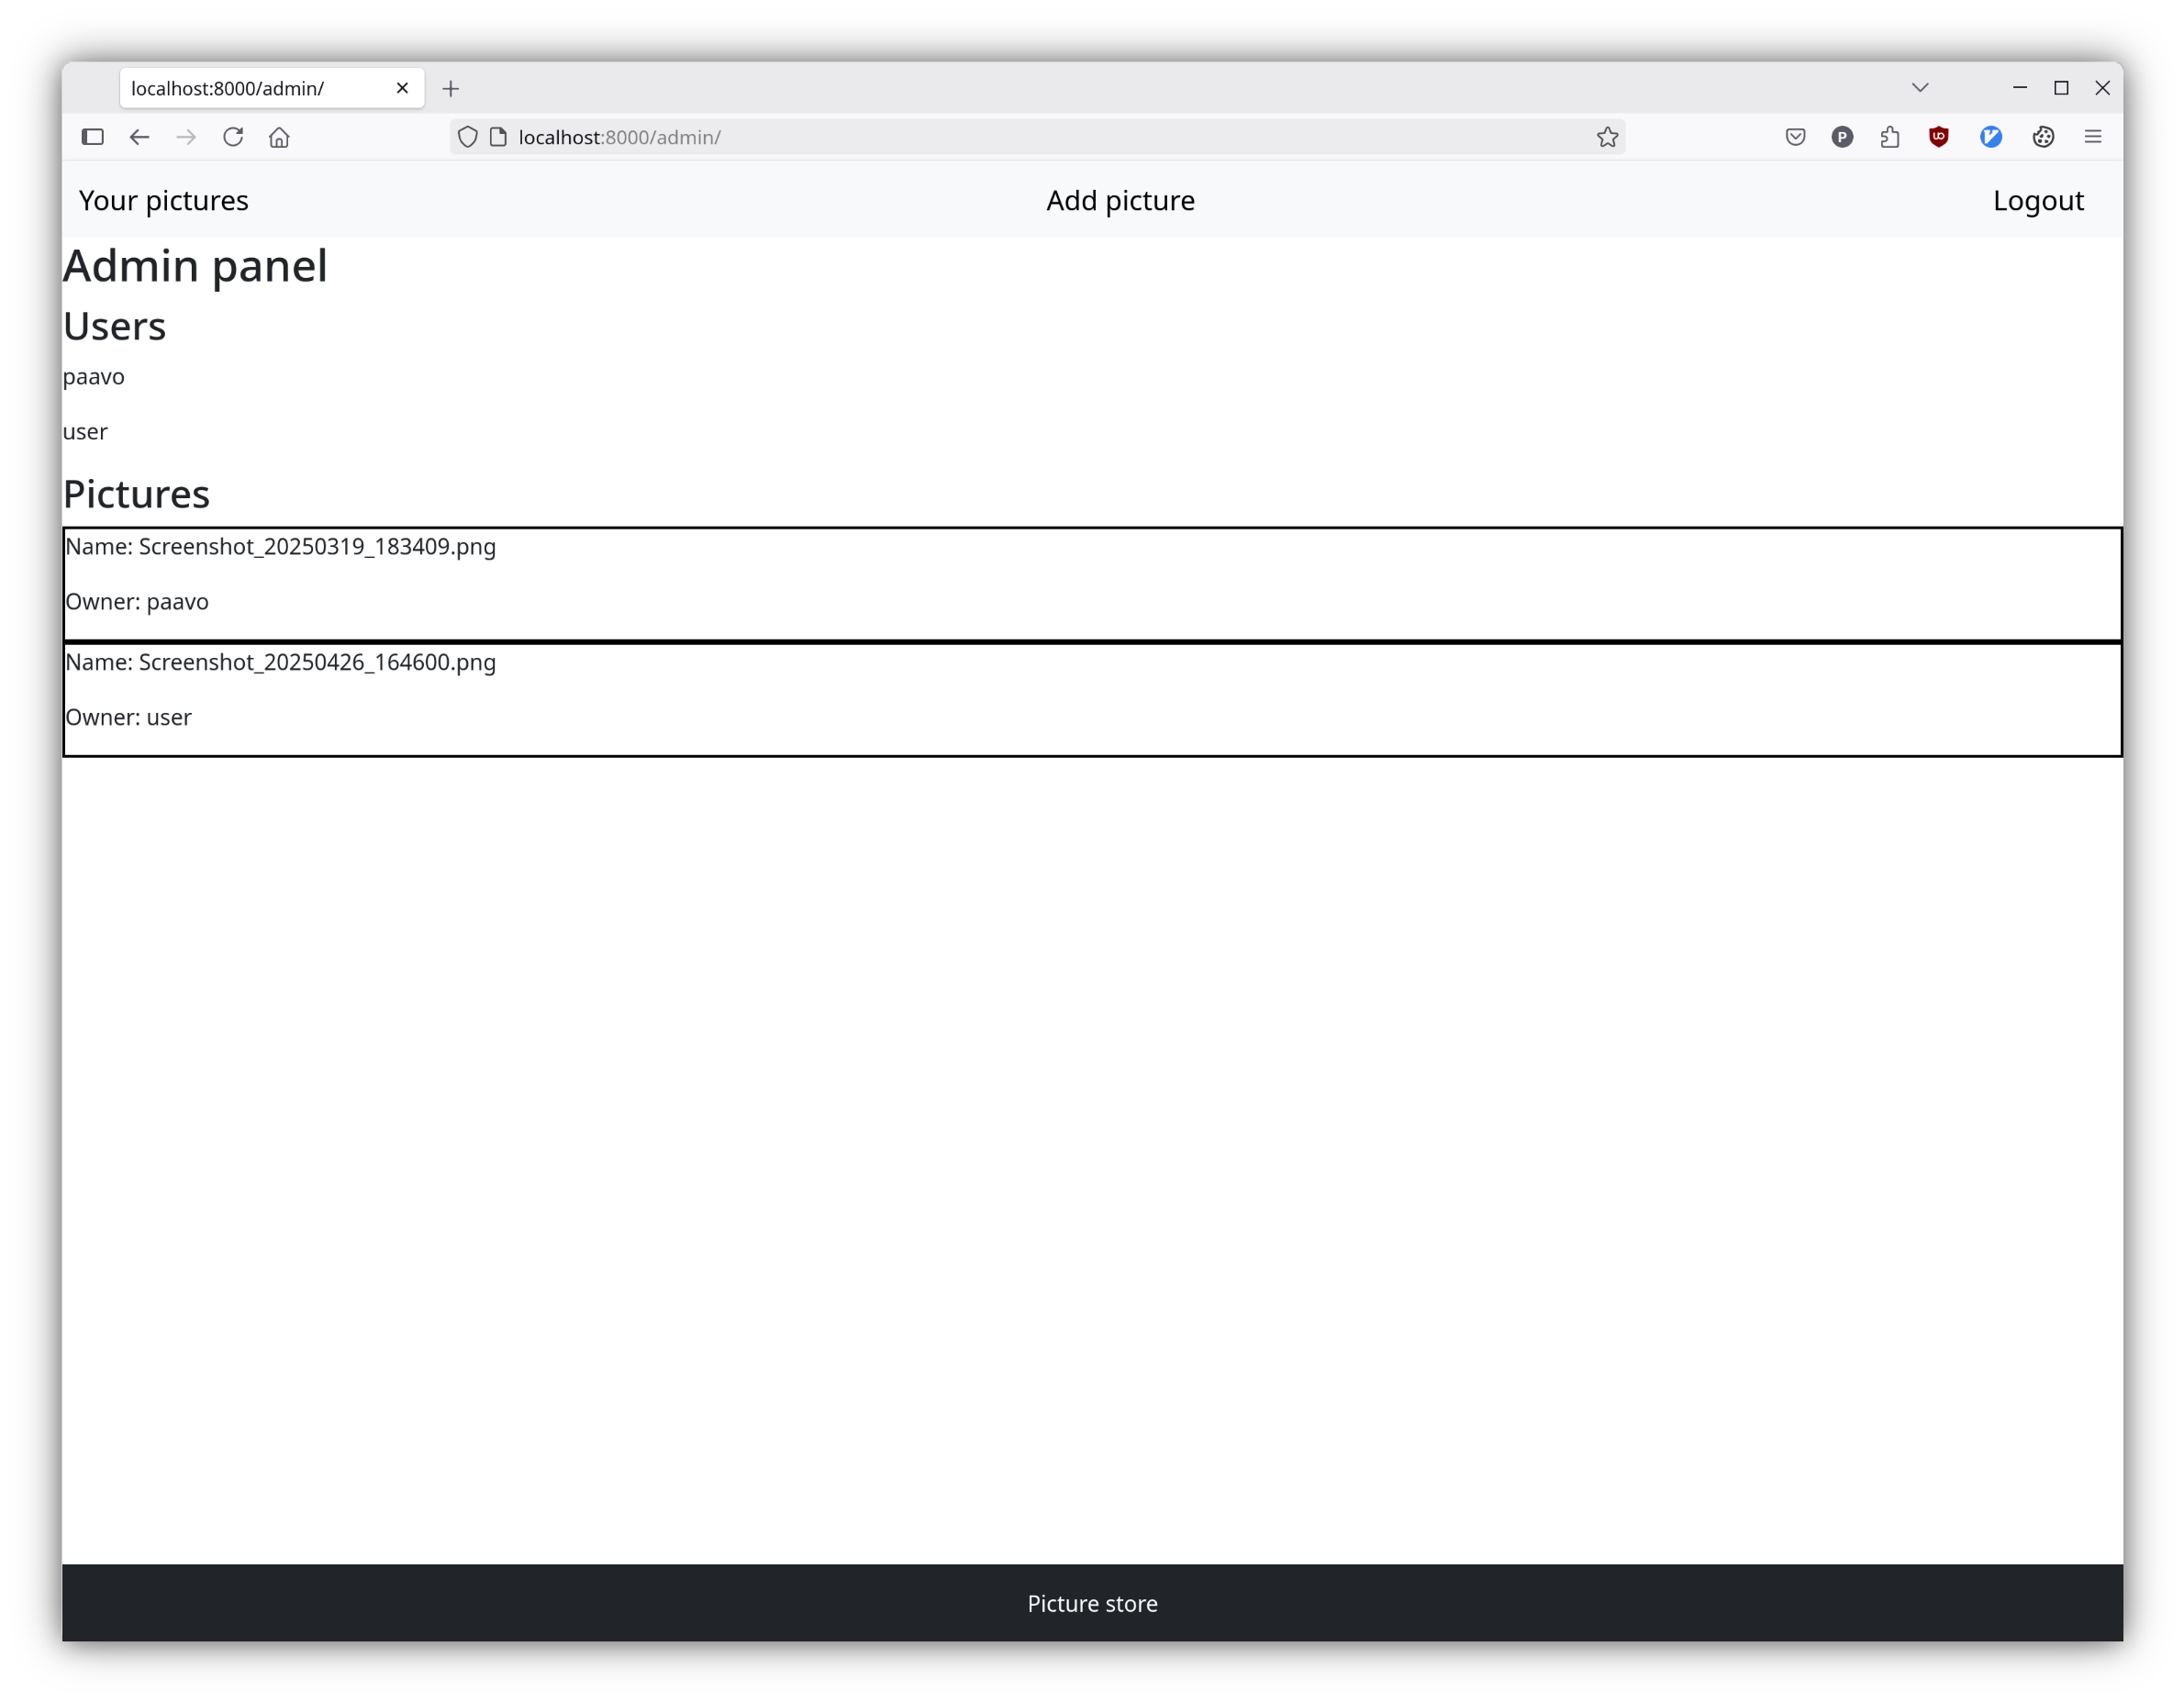 localhost:8000/admin/
localhost:8000/admin/
Your pictures
Add picture
Logout
Admin panel
Users
paavo
user
Pictures
Name: Screenshot_20250319_183409.png
Owner: paavo
Name: Screenshot_20250426_164600.png
Owner: user
Picture store